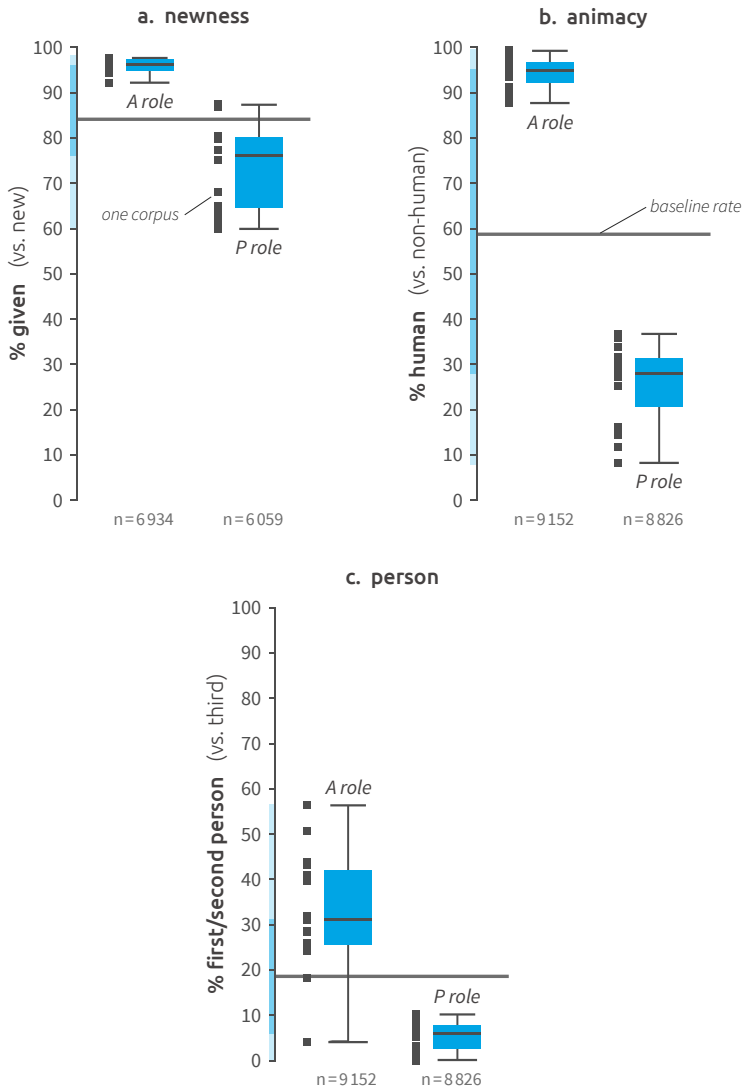 a. newness
% given (vs. new)
100
90
80
70
60
50
40
30
20
10
0
A role
one corpus
P role
n=6934
n=6059
b. animacy
% human (vs. non-human)
100
90
80
70
60
50
40
30
20
10
0
A role
baseline rate
P role
n=9152
n=8826
c. person
% first/second person (vs. third)
100
90
80
70
60
50
40
30
20
10
0
A role
P role
n=9152
n=8826